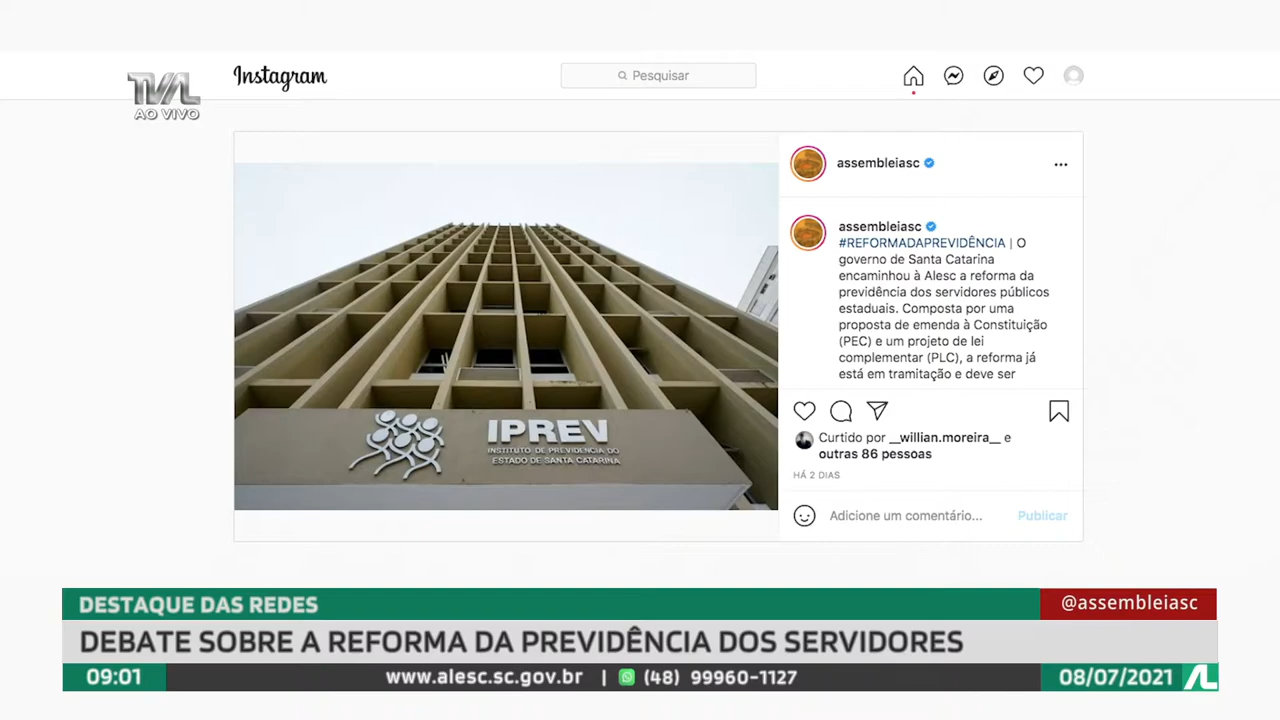 TVAL
AO VIVO
Instagram
Pesquisar
assembleiasc
assembleiasc
#REFORMADAPREVIDÊNCIA | O
governo de Santa Catarina
encaminhou à Alesc a reforma da
previdência dos servidores públicos
estaduais. Composta por uma
proposta de emenda à Constituição
(PEC) e um projeto de lei
complementar (PLC), a reforma já
está em tramitação e deve ser
IPREV
INSTITUTO DE PREVIDÊNCIA DO
ESTADO DE SANTA CATARINA
Curtido por __willian.moreira__ e
outras 86 pessoas
HÁ 2 DIAS
Adicione um comentário... Publicar
DESTAQUE DAS REDES
@assembleiasc
DEBATE SOBRE A REFORMA DA PREVIDÊNCIA DOS SERVIDORES
09:01 www.alesc.sc.gov.br | (48) 99960-1127 08/07/2021 AL